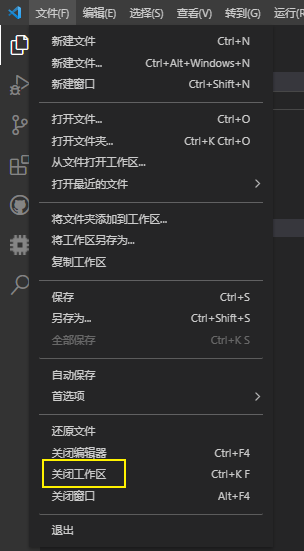 文件(F) 编辑(E) 选择(S) 查看(V) 转到(G) 运行(R
新建文件 Ctrl+N
新建文件... Ctrl+Alt+Windows+N
新建窗口 Ctrl+Shift+N
打开文件... Ctrl+O
打开文件夹... Ctrl+K Ctrl+O
从文件打开工作区...
打开最近的文件
将文件夹添加到工作区...
将工作区另存为...
复制工作区
保存 Ctrl+S
另存为... Ctrl+Shift+S
全部保存 Ctrl+K S
自动保存
首选项
还原文件
关闭编辑器 Ctrl+F4
关闭工作区 Ctrl+K F
关闭窗口 Alt+F4
退出